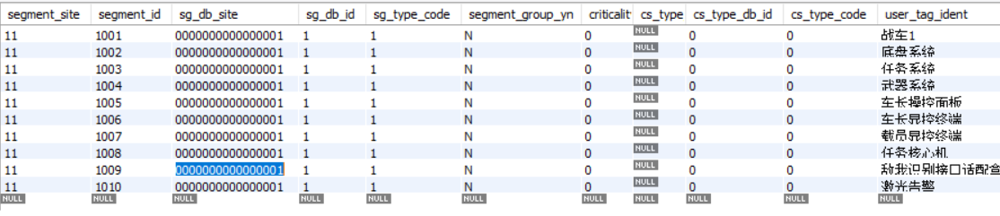 segment_site segment_id sg_db_site sg_db_id sg_type_code segment_group_yn criticalit cs_type cs_type_db_id cs_type_code user_tag_ident
11 1001 0000000000000001 1 1 N 0 NULL 0 0 战车1
11 1002 0000000000000001 1 1 N 0 NULL 0 0 底盘系统
11 1003 0000000000000001 1 1 N 0 NULL 0 0 任务系统
11 1004 0000000000000001 1 1 N 0 NULL 0 0 武器系统
11 1005 0000000000000001 1 1 N 0 NULL 0 0 车长操控面板
11 1006 0000000000000001 1 1 N 0 NULL 0 0 车长显控终端
11 1007 0000000000000001 1 1 N 0 NULL 0 0 载员显控终端
11 1008 0000000000000001 1 1 N 0 NULL 0 0 任务核心机
11 1009 0000000000000001 1 1 N 0 NULL 0 0 敌我识别接口适配盒
11 1010 0000000000000001 1 1 N 0 NULL 0 0 激光告警
NULL NULL NULL NULL NULL NULL NULL NULL NULL NULL NULL